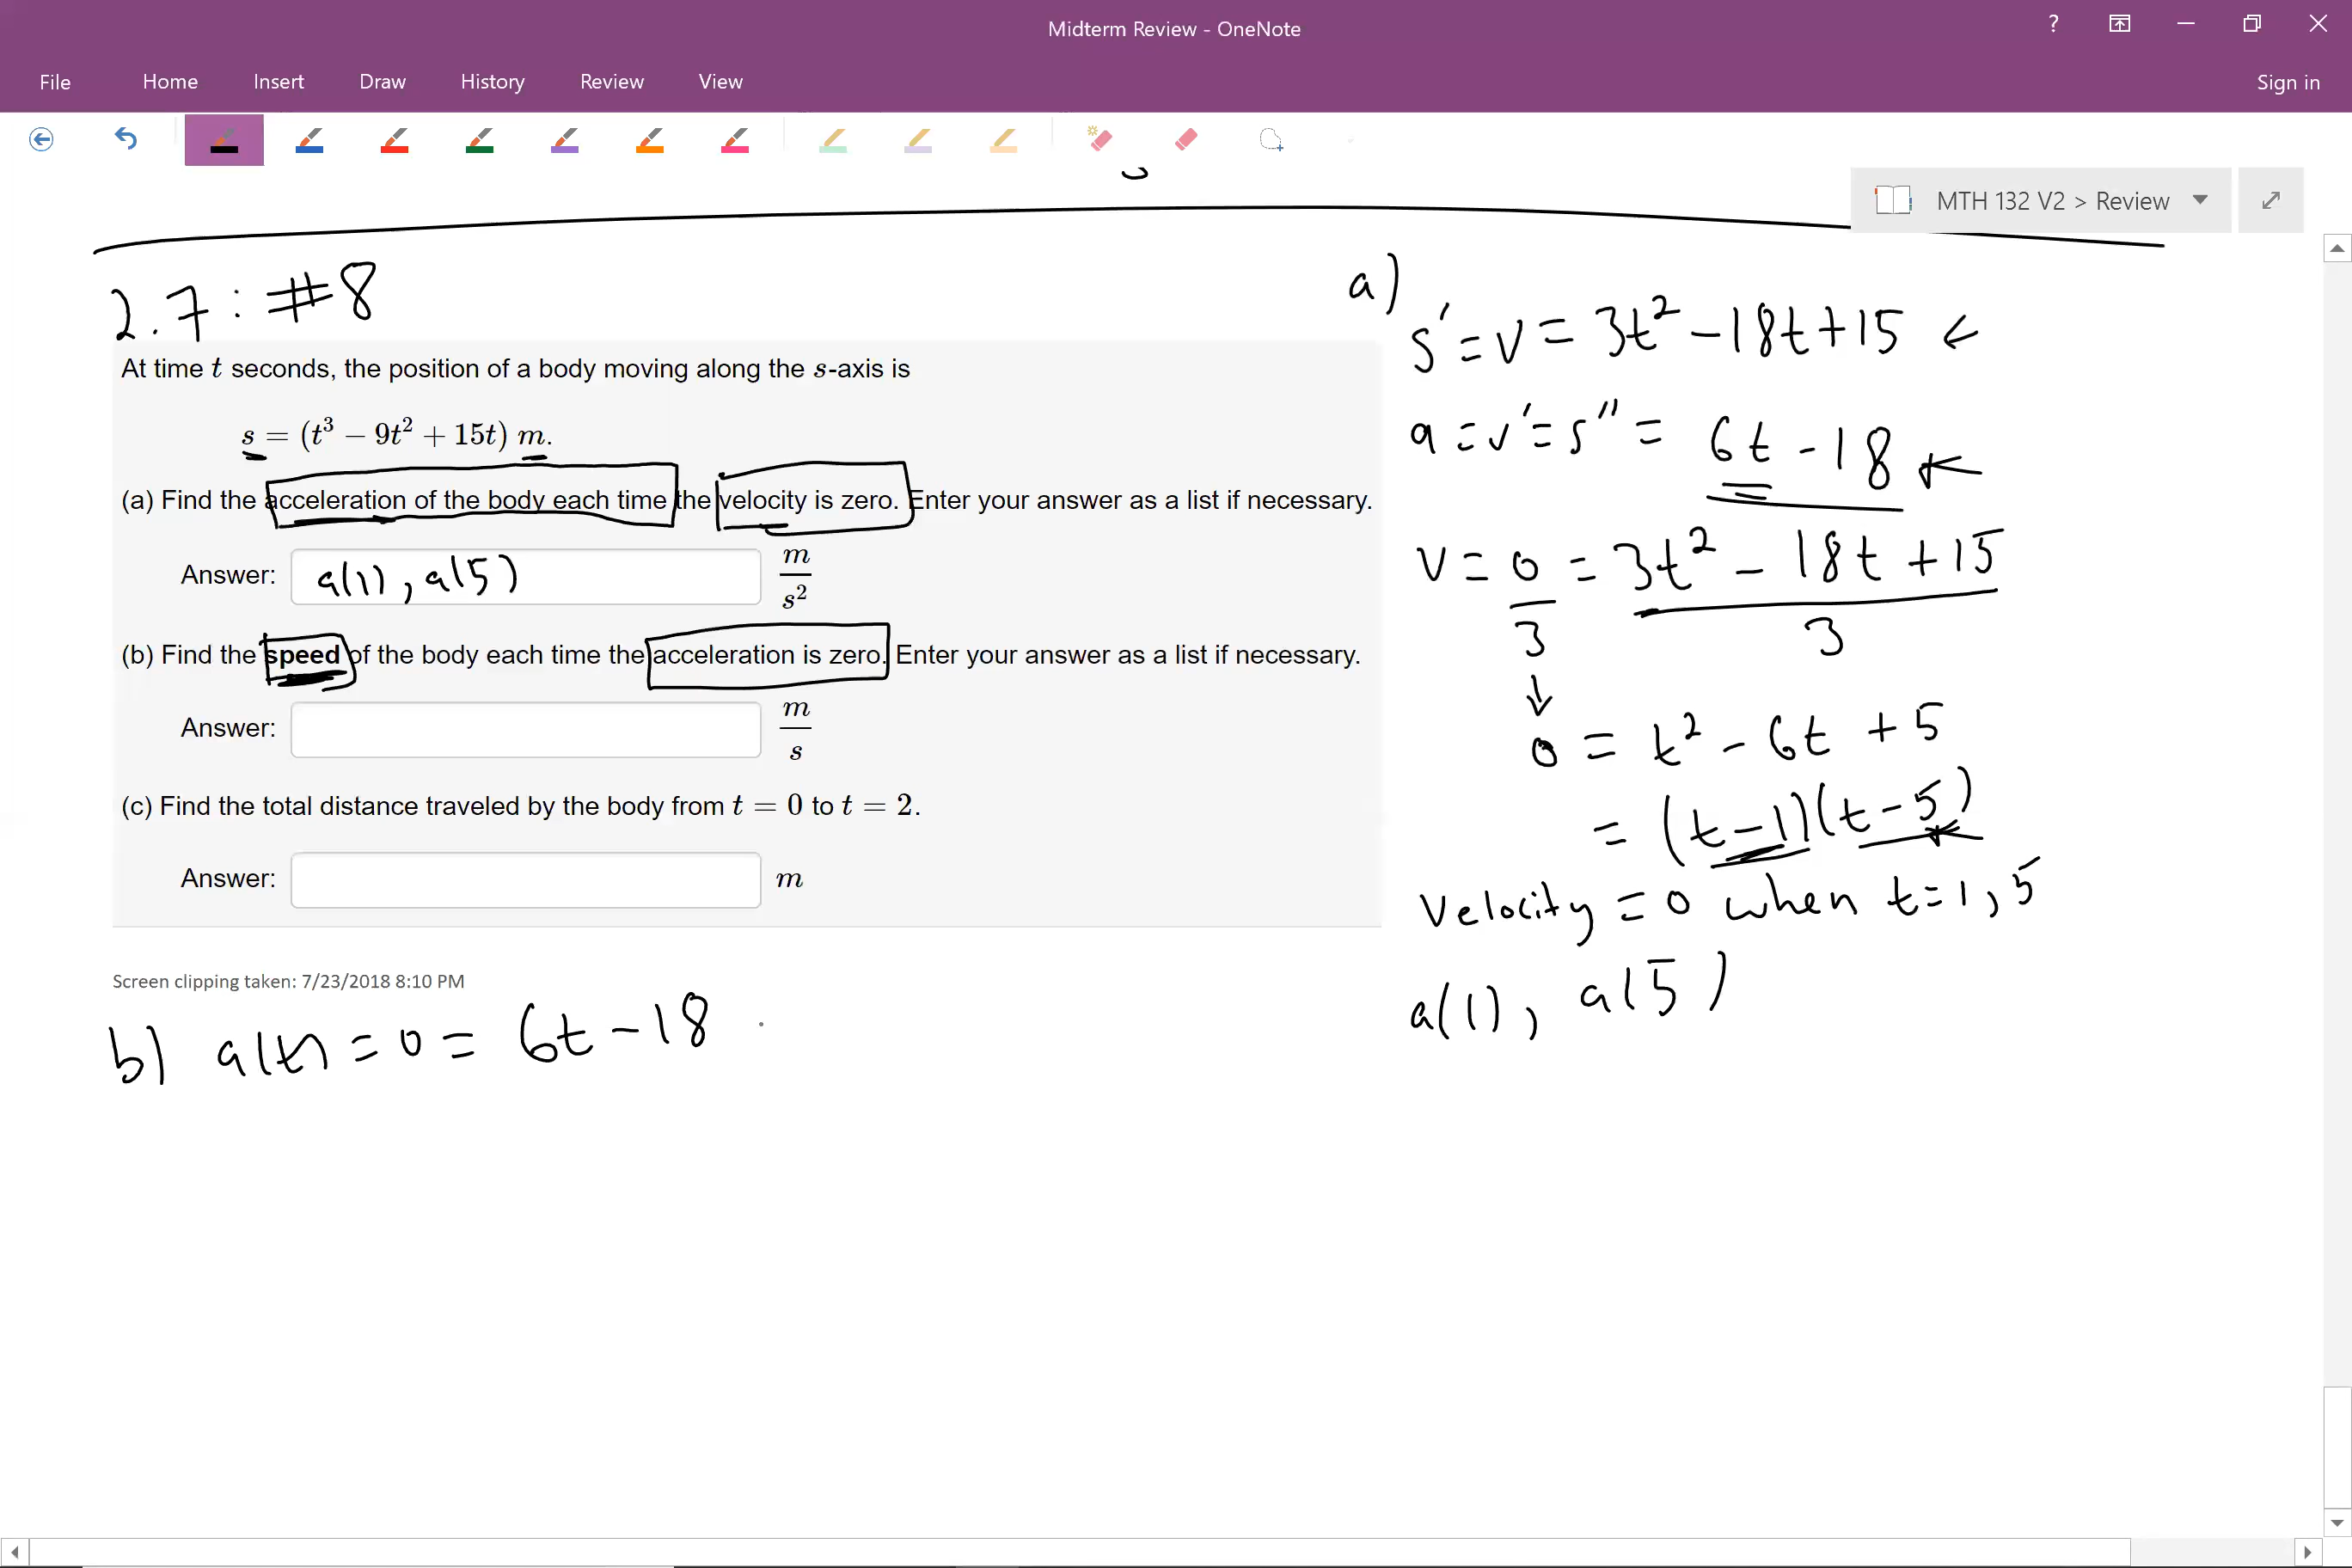 Midterm Review - OneNote
?
File Home Insert Draw History Review View
Sign in
MTH 132 V2 > Review
2.7 : #8
At time t seconds, the position of a body moving along the s-axis is
s = (t³ − 9t² + 15t) m.
(a) Find the acceleration of the body each time the velocity is zero. Enter your answer as a list if necessary.
Answer: a(1), a(5) m/s²
(b) Find the speed of the body each time the acceleration is zero. Enter your answer as a list if necessary.
Answer: m/s
(c) Find the total distance traveled by the body from t = 0 to t = 2.
Answer: m
Screen clipping taken: 7/23/2018 8:10 PM
b) a(t) = 0 = 6t − 18
a)
s' = v = 3t² − 18t + 15 ←
a = v' = s'' = 6t − 18 ←
v = 0 = 3t² − 18t + 15
3 3
↓
0 = t² − 6t + 5
= (t − 1)(t − 5)
Velocity = 0 when t = 1, 5
a(1), a(5)